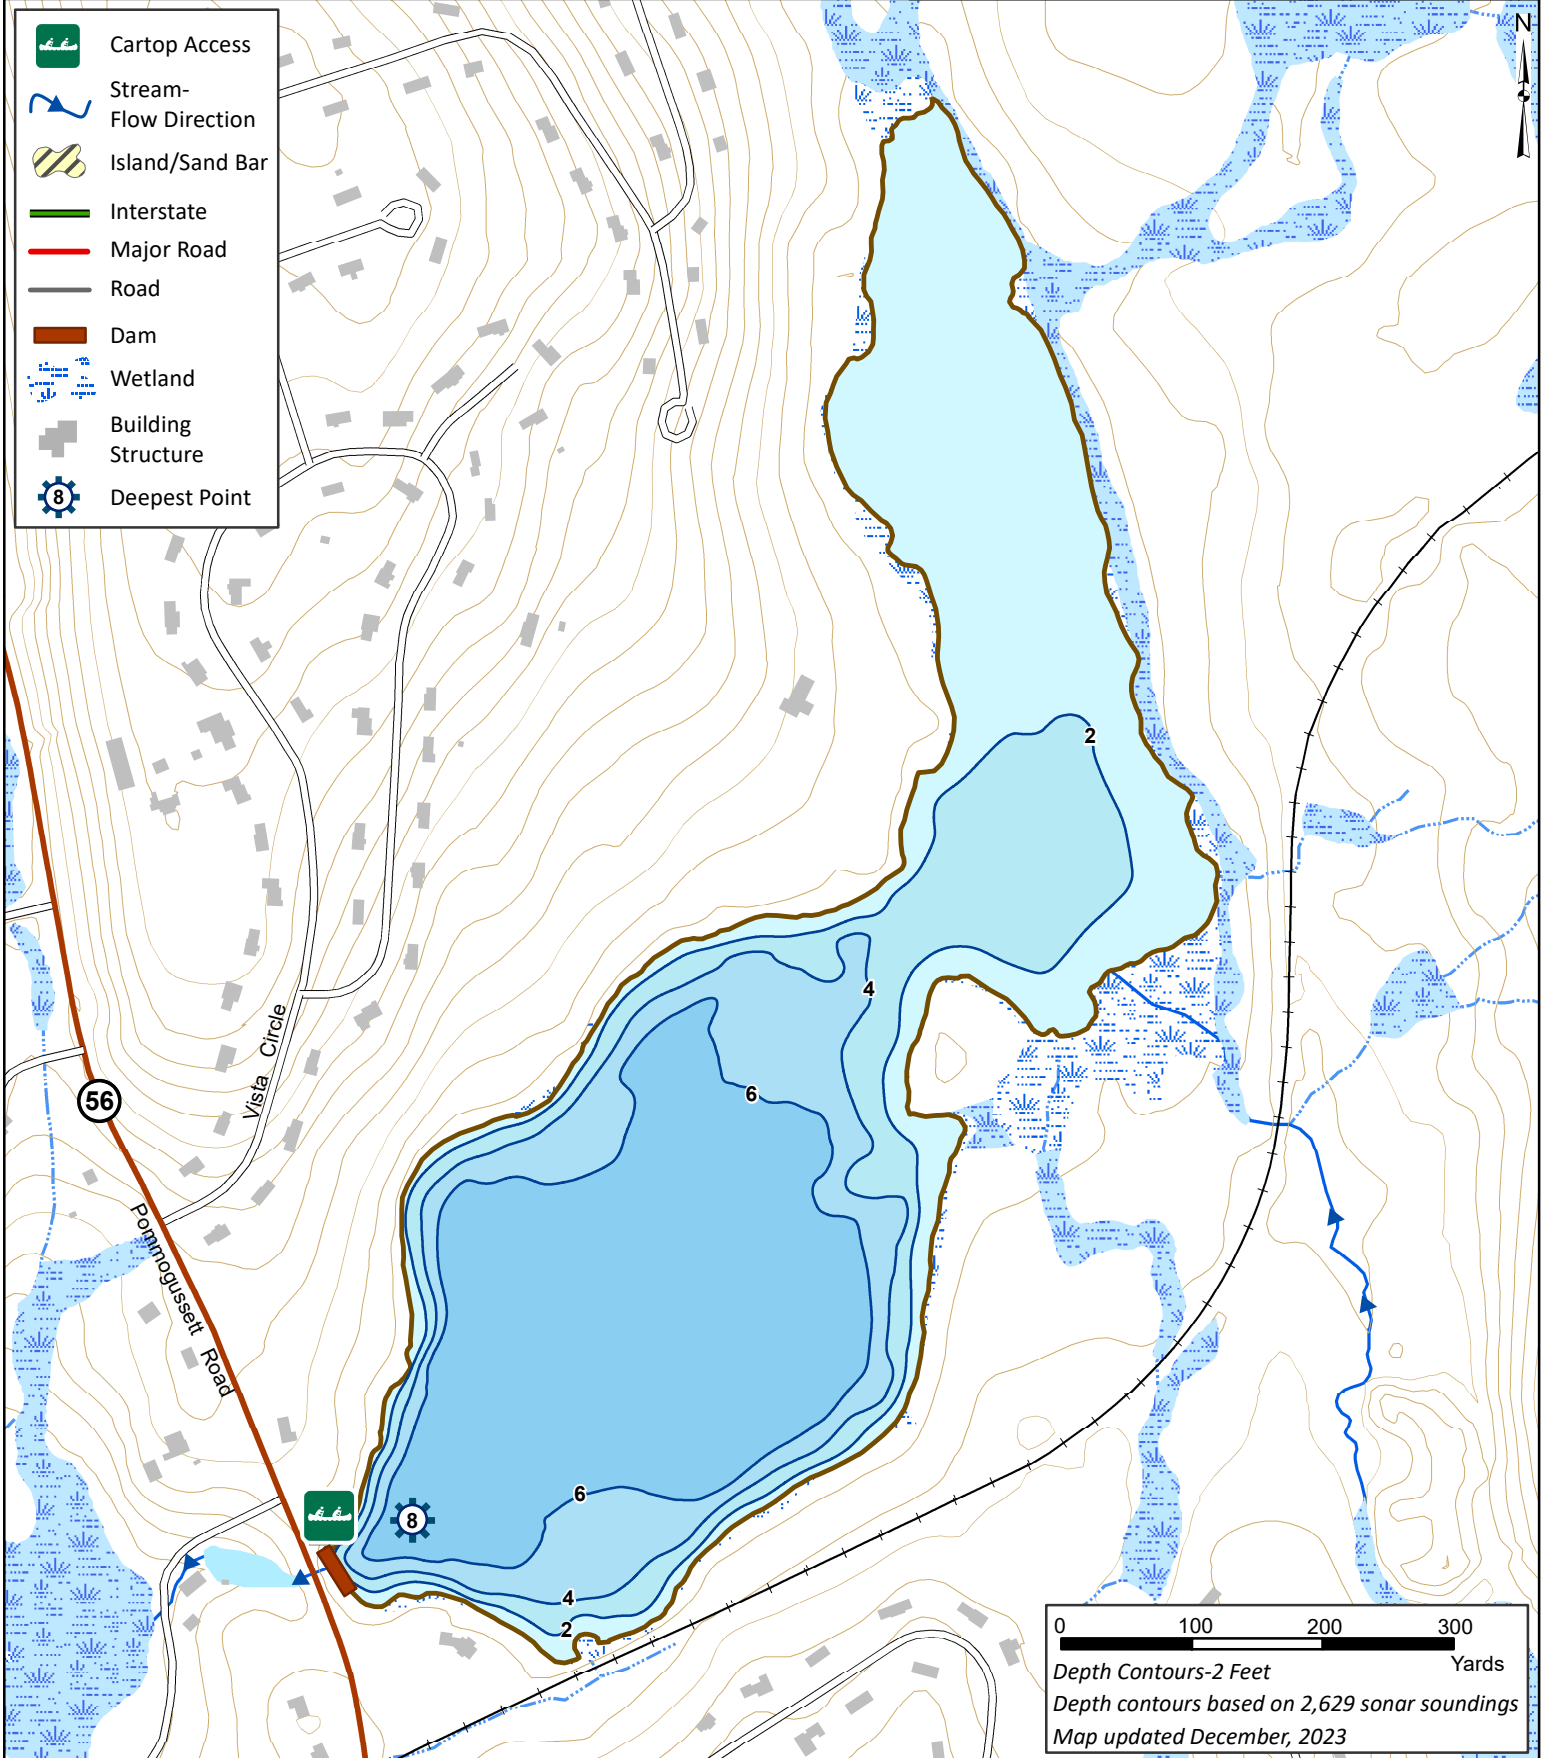 Cartop Access
Stream-
Flow Direction
Island/Sand Bar
Interstate
Major Road
Road
Dam
Wetland
Building
Structure
8
Deepest Point
N
2
4
6
Vista Circle
56
Pommogussett Road
6
8
4
2
0 100 200 300
Yards
Depth Contours-2 Feet
Depth contours based on 2,629 sonar soundings
Map updated December, 2023